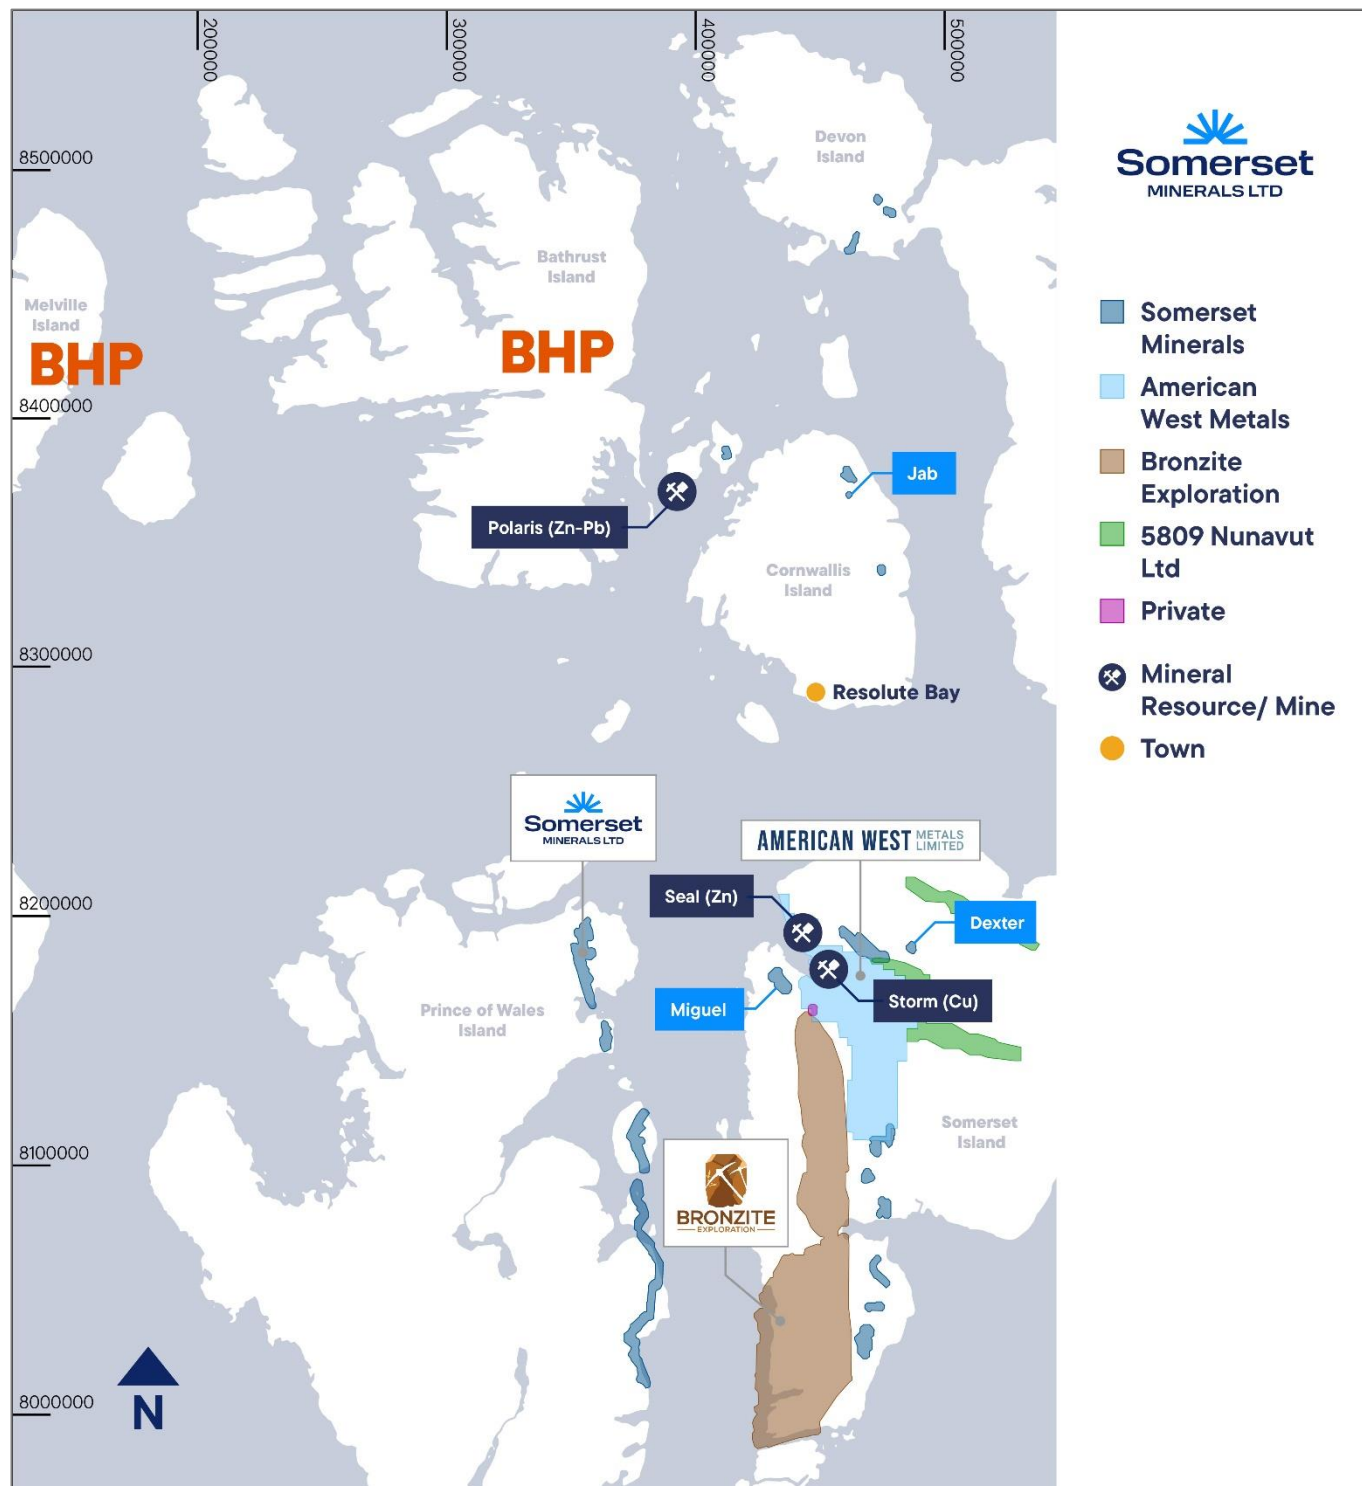 200000
300000
400000
500000
8500000
8400000
8300000
8200000
8100000
8000000
Devon
Island
Bathrust
Island
Melville
Island
BHP
BHP
Jab
Polaris (Zn-Pb)
Cornwallis
Island
Resolute Bay
Somerset
MINERALS LTD
AMERICAN WEST METALS
LIMITED
Seal (Zn)
Dexter
Miguel
Storm (Cu)
Prince of Wales
Island
Somerset
Island
BRONZITE
EXPLORATION
N
Somerset
MINERALS LTD
Somerset
Minerals
American
West Metals
Bronzite
Exploration
5809 Nunavut
Ltd
Private
Mineral
Resource/ Mine
Town